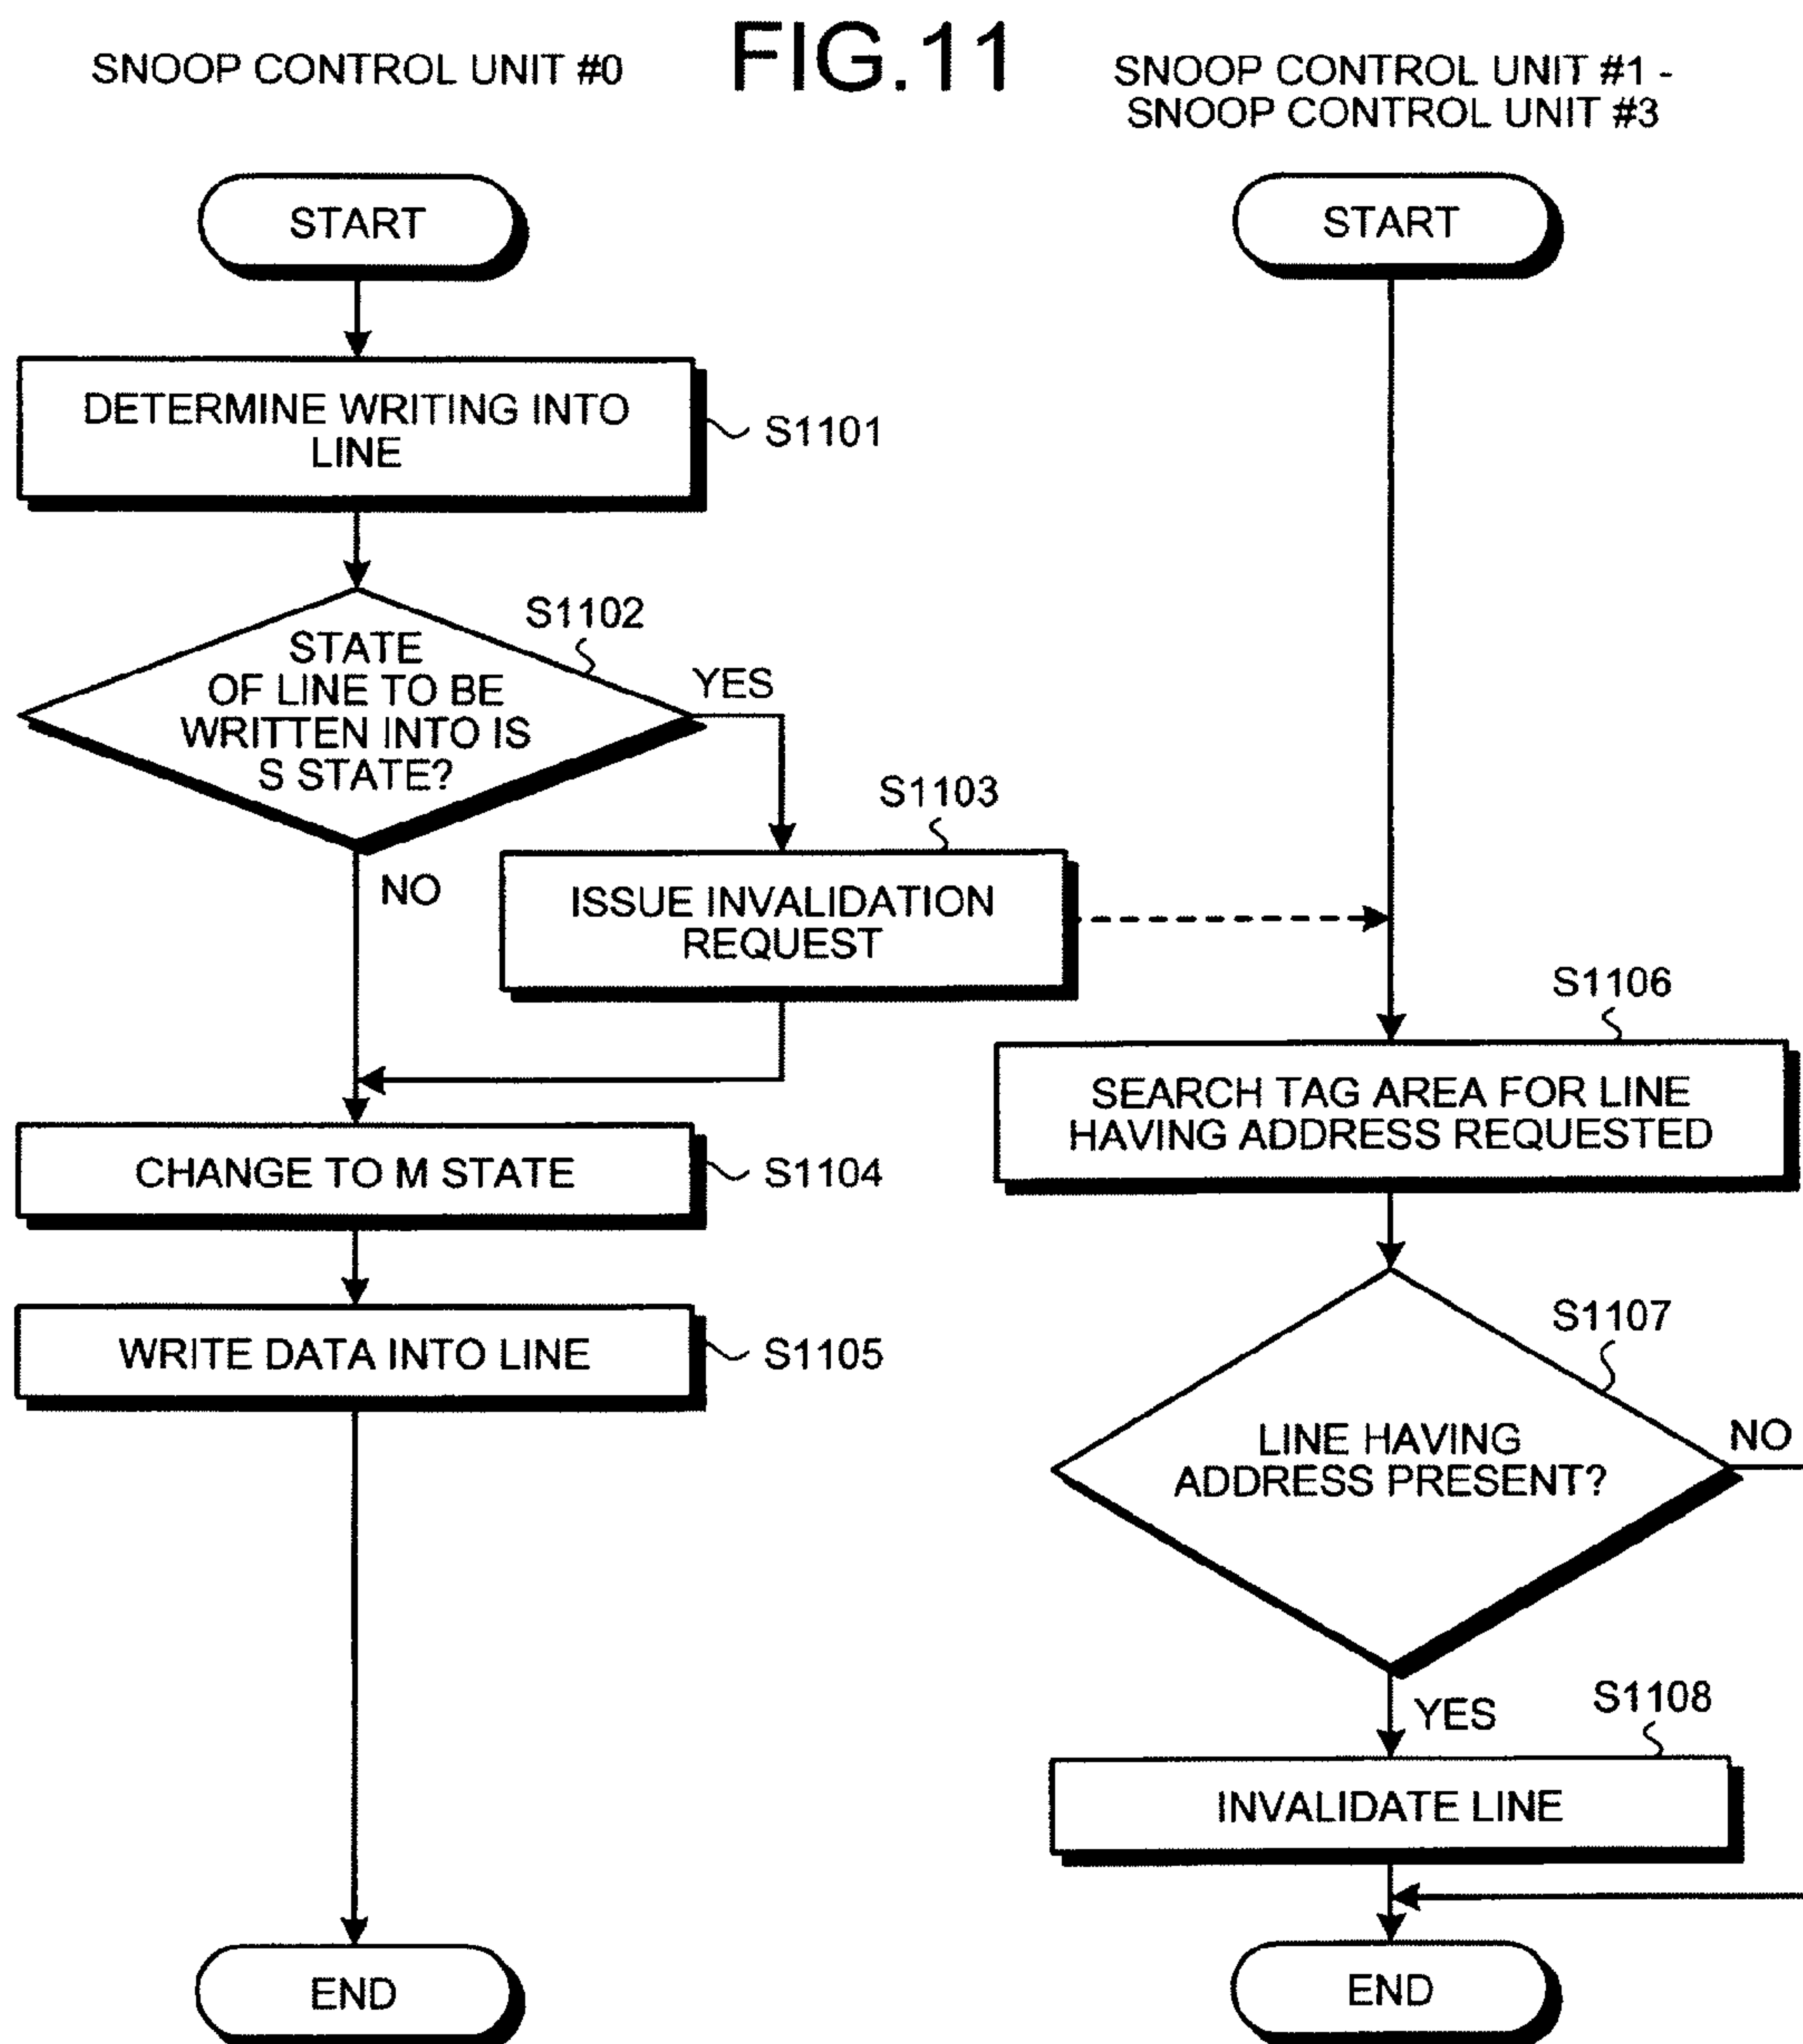 FIG.11
SNOOP CONTROL UNIT #0
START
DETERMINE WRITING INTO
LINE
S1101
S1102
STATE
OF LINE TO BE
WRITTEN INTO IS
S STATE?
YES
NO
S1103
ISSUE INVALIDATION
REQUEST
CHANGE TO M STATE
S1104
WRITE DATA INTO LINE
S1105
END
SNOOP CONTROL UNIT #1 -
SNOOP CONTROL UNIT #3
START
S1106
SEARCH TAG AREA FOR LINE
HAVING ADDRESS REQUESTED
S1107
LINE HAVING
ADDRESS PRESENT?
NO
YES
S1108
INVALIDATE LINE
END